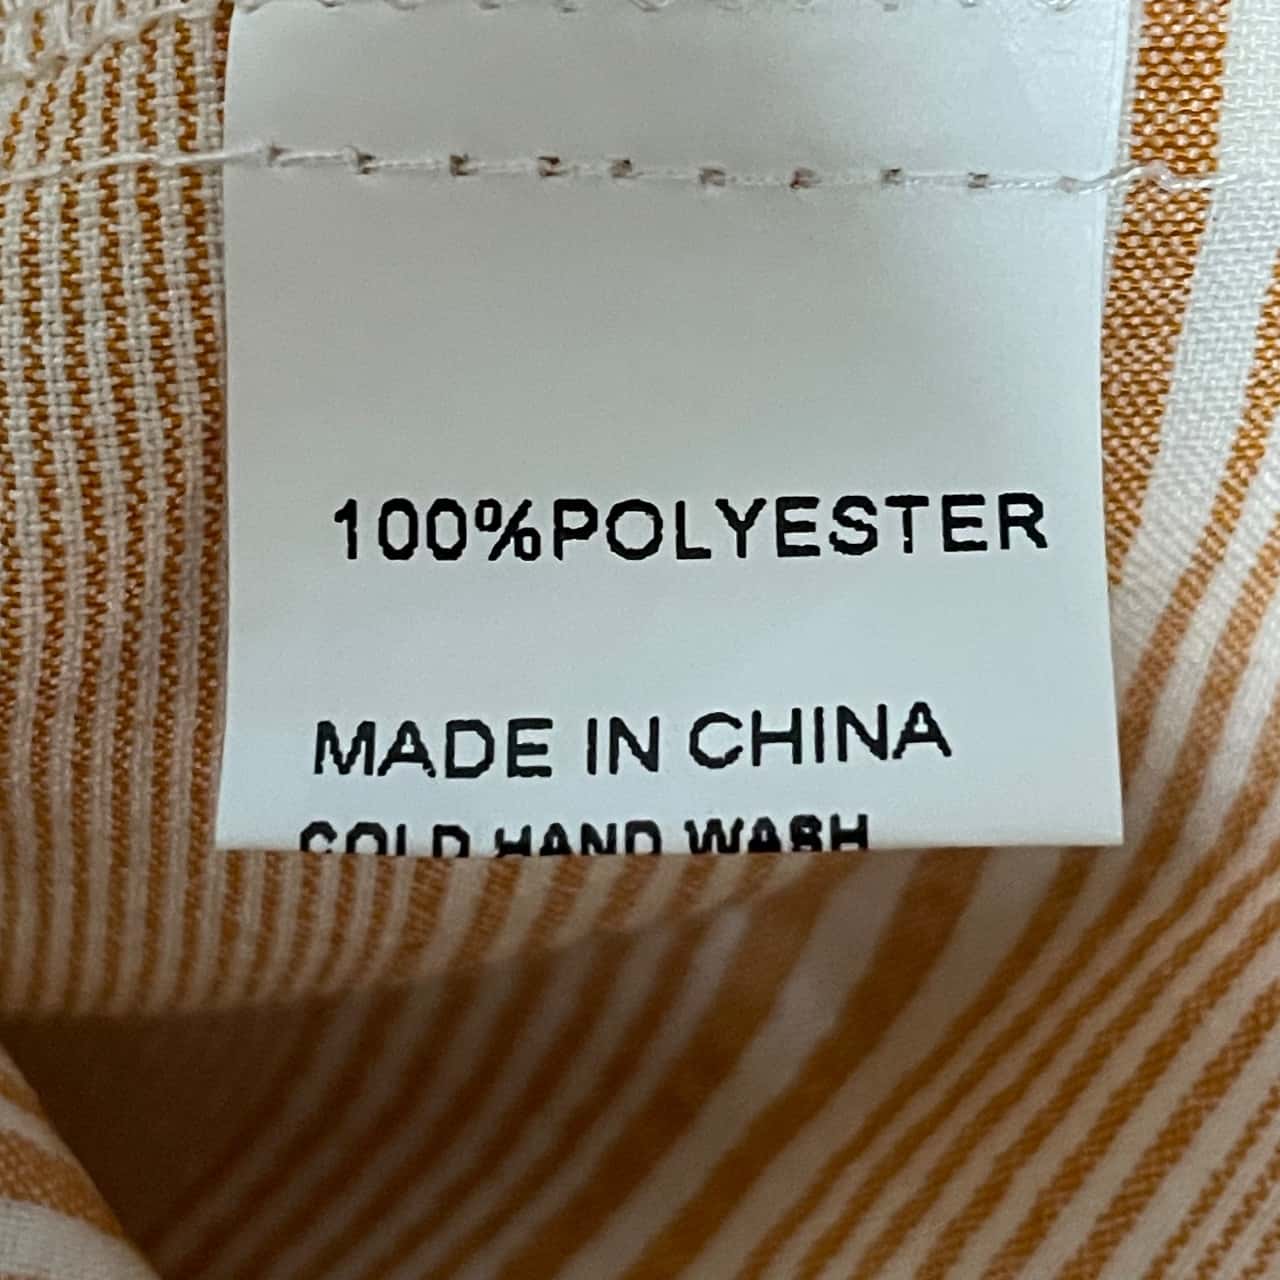 100%POLYESTER
MADE IN CHINA
COLD HAND WASH